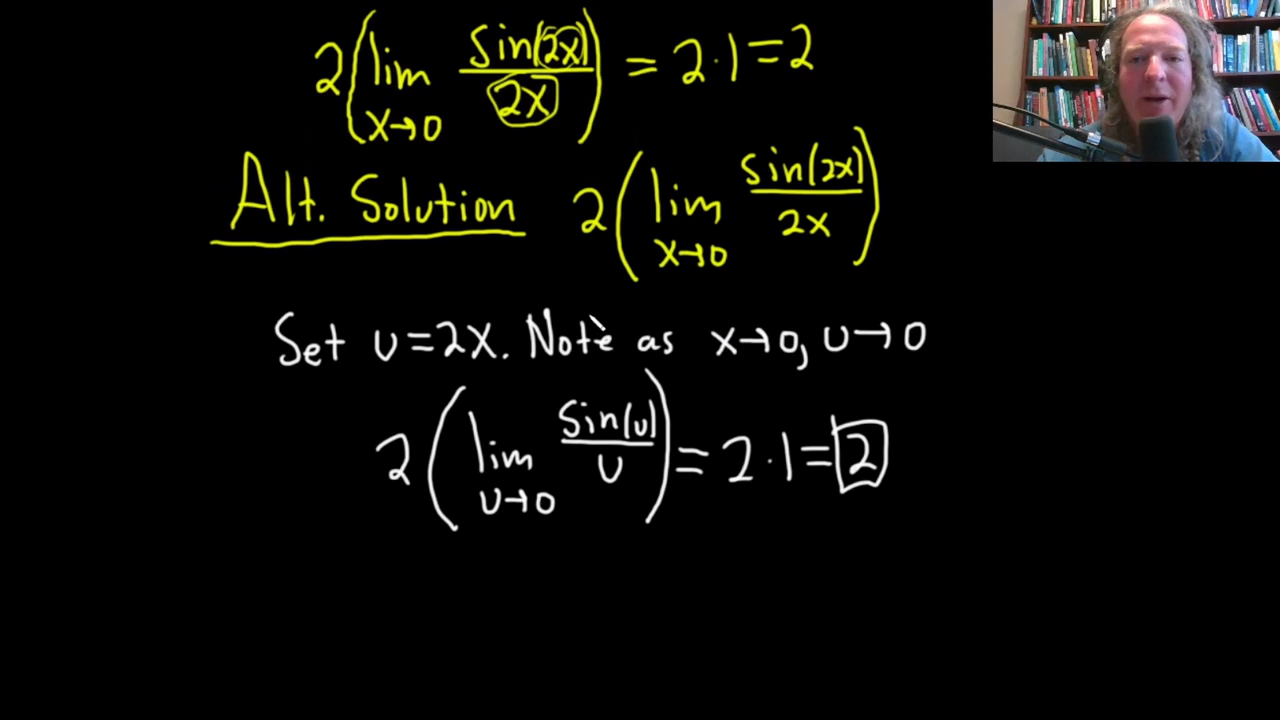 2(lim x→0 sin(2x)/2x) = 2·1 = 2
Alt. Solution 2(lim x→0 sin(2x)/2x)
Set u=2x. Note as x→0, u→0
2(lim u→0 sin(u)/u) = 2·1 = 2